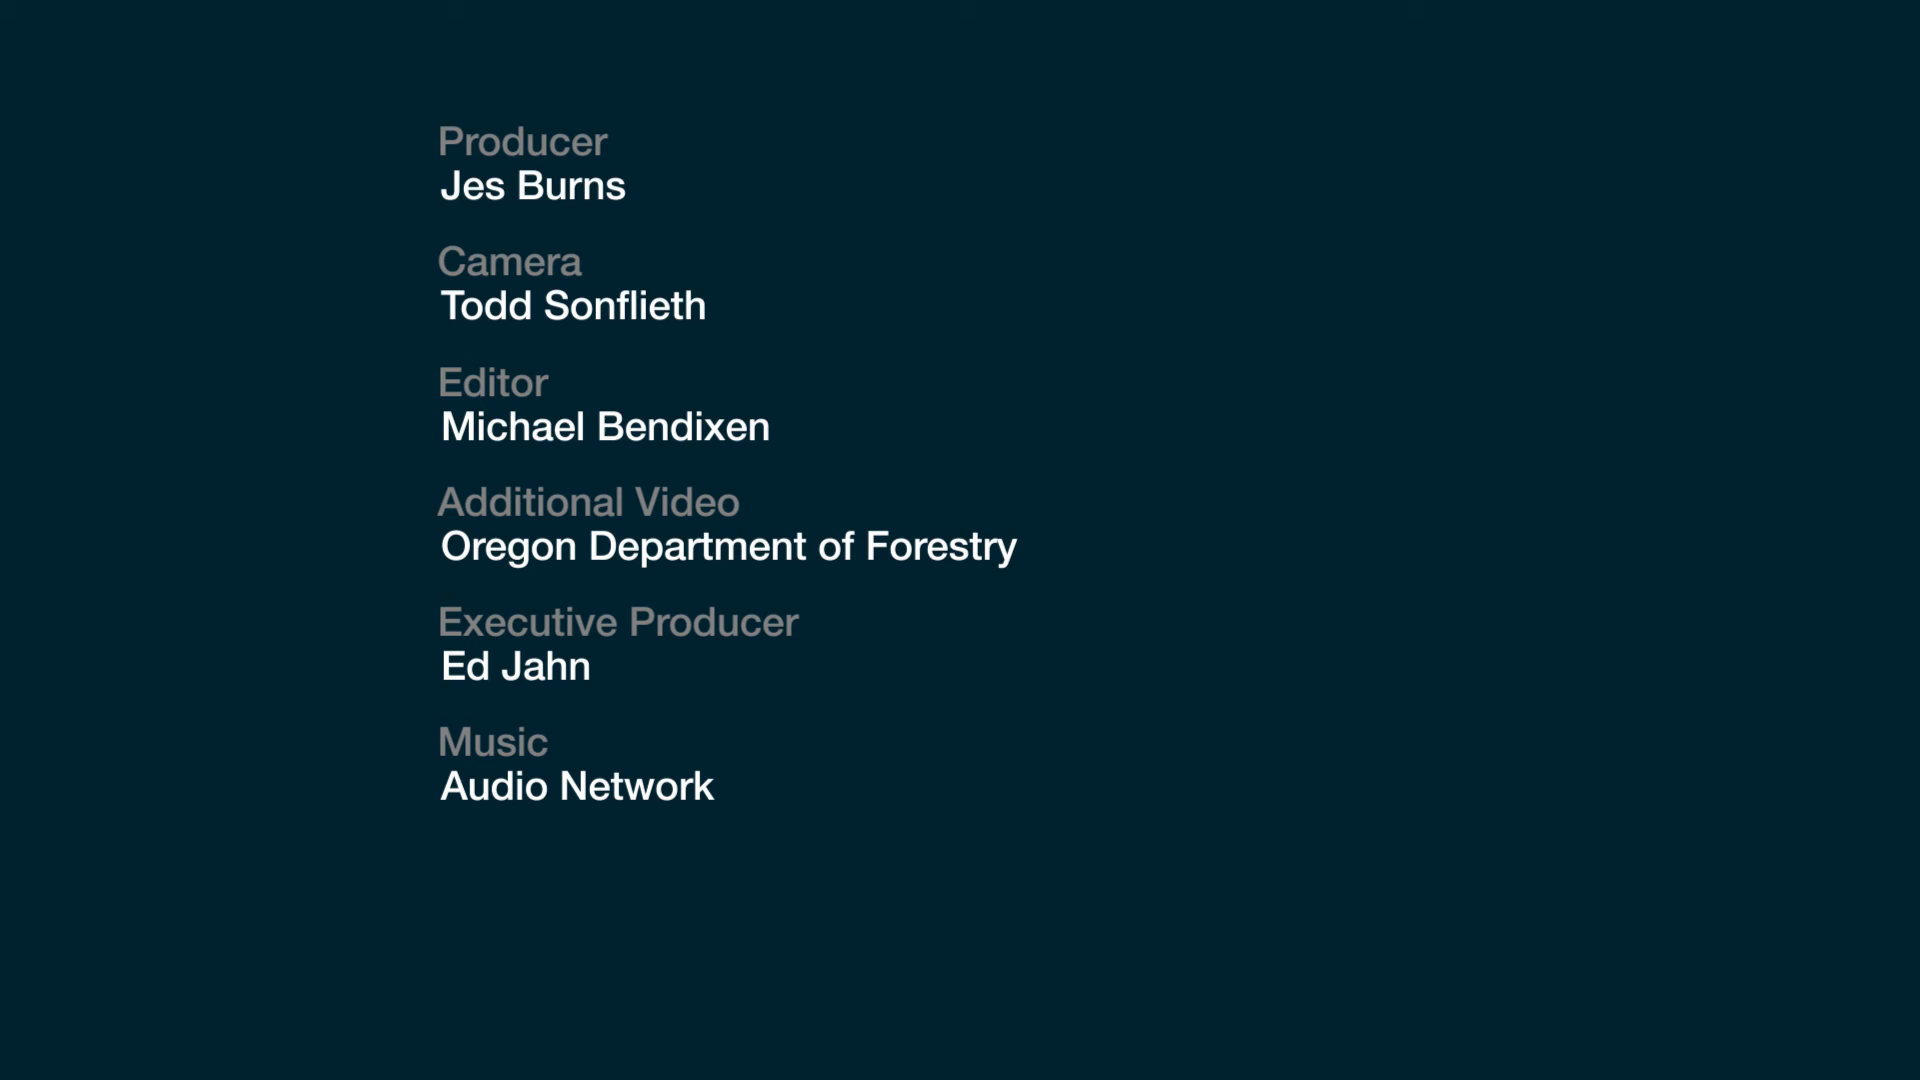 Producer
Jes Burns
Camera
Todd Sonflieth
Editor
Michael Bendixen
Additional Video
Oregon Department of Forestry
Executive Producer
Ed Jahn
Music
Audio Network